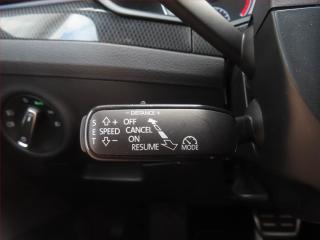 - DISTANCE +
S + OFF
E SPEED CANCEL
T - ON
RESUME
MODE